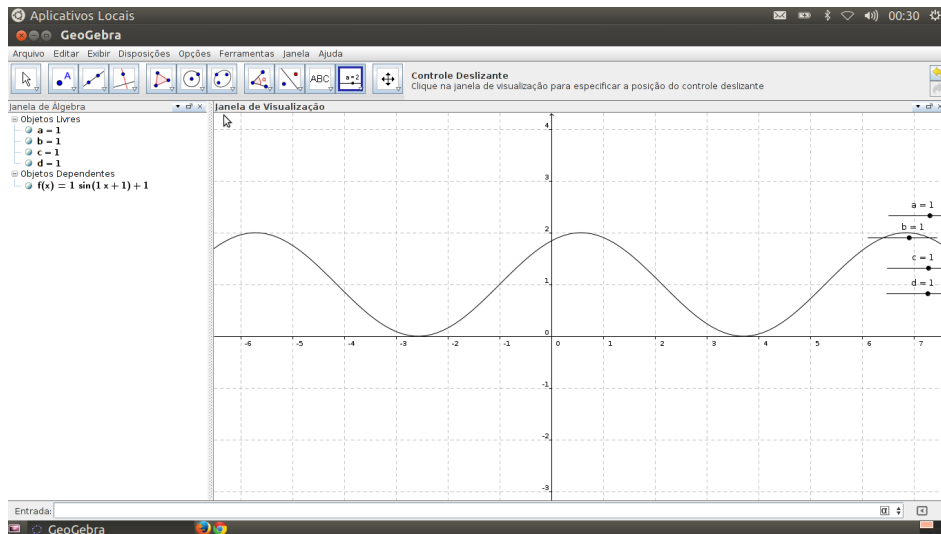 Aplicativos Locais
00:30
GeoGebra
Arquivo Editar Exibir Disposições Opções Ferramentas Janela Ajuda
A
ABC
a=2
Controle Deslizante
Clique na janela de visualização para especificar a posição do controle deslizante
Janela de Álgebra
Janela de Visualização
Objetos Livres
a = 1
b = 1
c = 1
d = 1
Objetos Dependentes
f(x) = 1 sin(1 x + 1) + 1
4
3
2
1
0
-1
-2
-3
-6 -5 -4 -3 -2 -1 0 1 2 3 4 5 6 7
a = 1
b = 1
c = 1
d = 1
Entrada:
α
GeoGebra